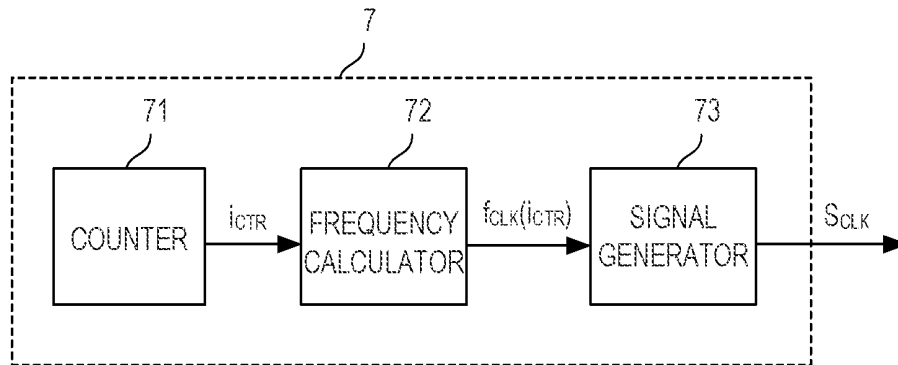 7
71
72
73
COUNTER
iCTR
FREQUENCY
CALCULATOR
fCLK(iCTR)
SIGNAL
GENERATOR
SCLK